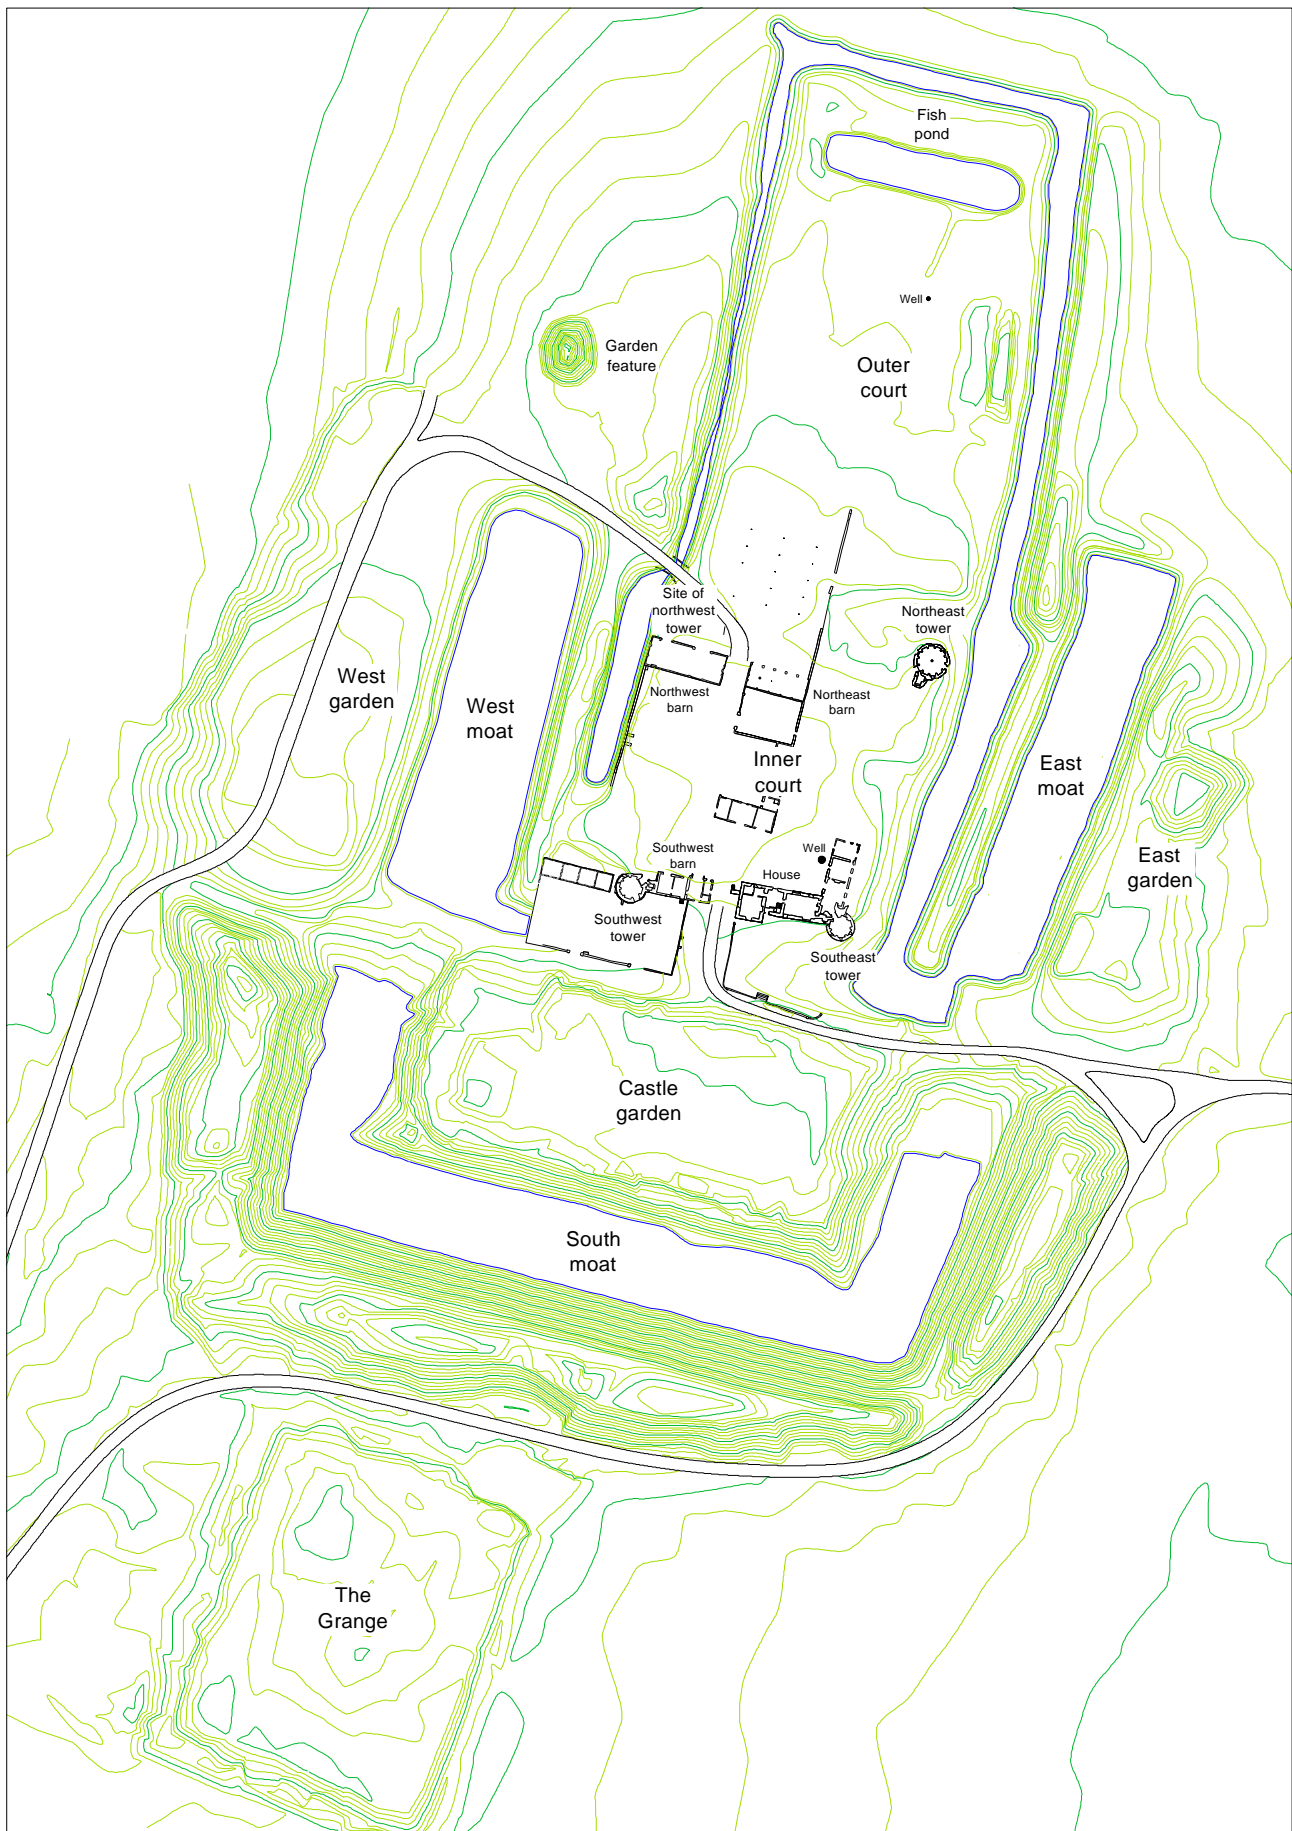 Fish
pond
Well
Garden
feature
Outer
court
Site of
northwest
tower
Northeast
tower
West
garden
West
moat
Northwest
barn
Northeast
barn
Inner
court
East
moat
Southwest
barn
Well
House
East
garden
Southwest
tower
Southeast
tower
Castle
garden
South
moat
The
Grange